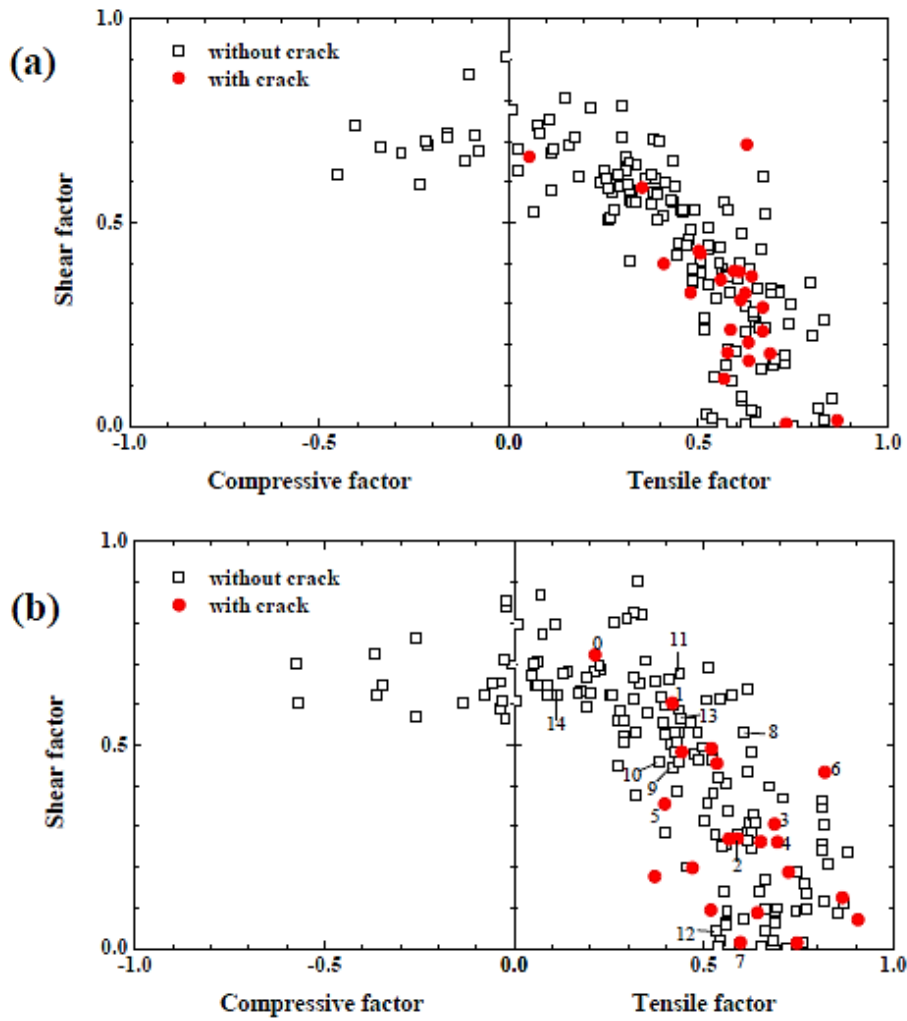 (a)
1.0
without crack
with crack
Shear factor
0.5
0.0
-1.0
-0.5
0.0
0.5
1.0
Compressive factor
Tensile factor
(b)
1.0
without crack
with crack
0
11
1
13
14
8
Shear factor
0.5
10
9
6
5
3
4
2
12
0.0
7
-1.0
-0.5
0.0
0.5
1.0
Compressive factor
Tensile factor